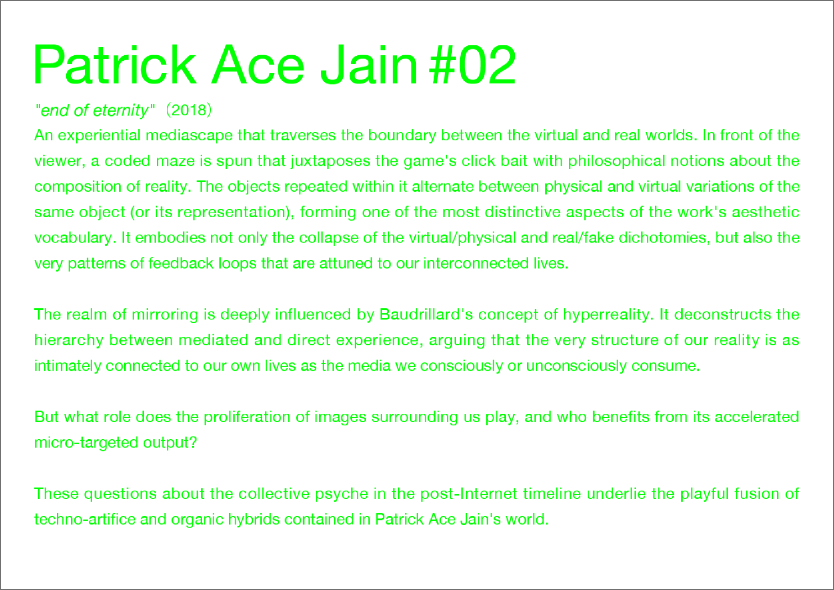 Patrick Ace Jain #02
"end of eternity"（2018）
An experiential mediascape that traverses the boundary between the virtual and real worlds. In front of the
viewer, a coded maze is spun that juxtaposes the game's click bait with philosophical notions about the
composition of reality. The objects repeated within it alternate between physical and virtual variations of the
same object (or its representation), forming one of the most distinctive aspects of the work's aesthetic
vocabulary. It embodies not only the collapse of the virtual/physical and real/fake dichotomies, but also the
very patterns of feedback loops that are attuned to our interconnected lives.
The realm of mirroring is deeply influenced by Baudrillard's concept of hyperreality. It deconstructs the
hierarchy between mediated and direct experience, arguing that the very structure of our reality is as
intimately connected to our own lives as the media we consciously or unconsciously consume.
But what role does the proliferation of images surrounding us play, and who benefits from its accelerated
micro-targeted output?
These questions about the collective psyche in the post-Internet timeline underlie the playful fusion of
techno-artifice and organic hybrids contained in Patrick Ace Jain's world.